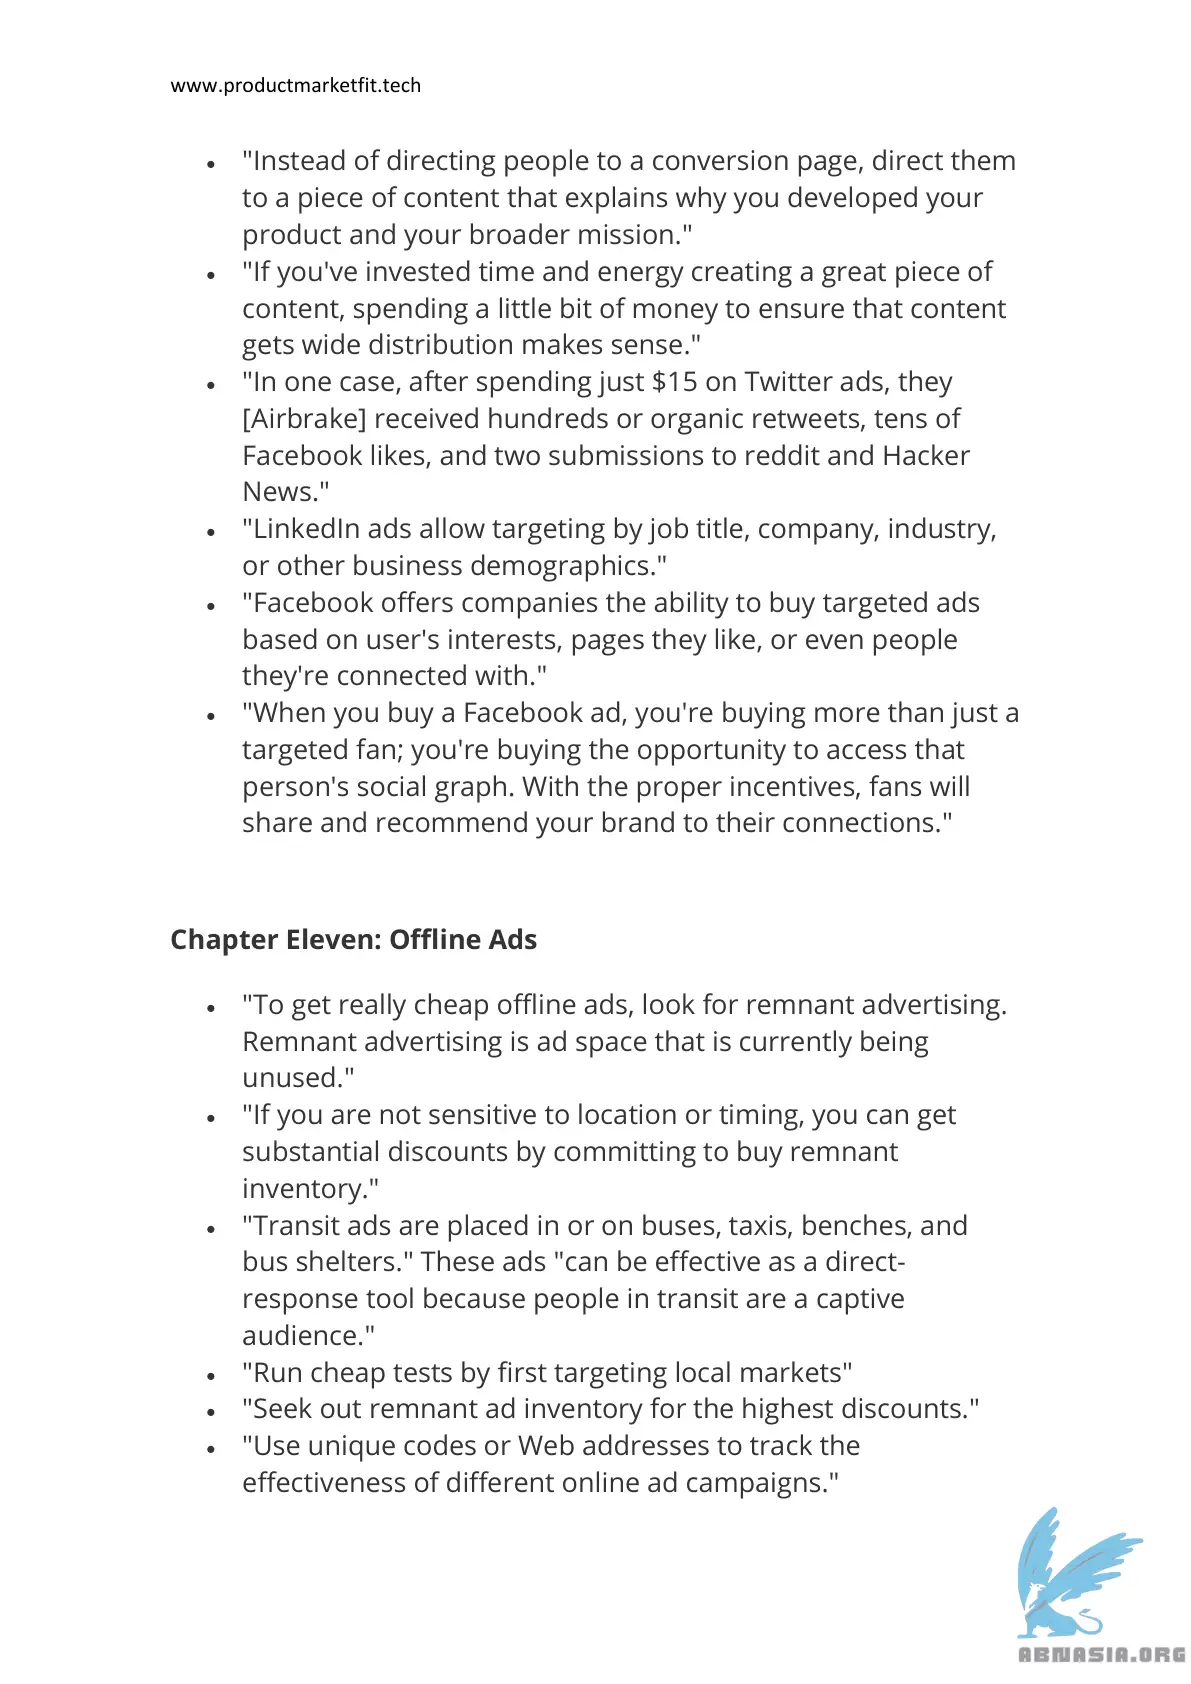 www.productmarketfit.tech
• "Instead of directing people to a conversion page, direct them
to a piece of content that explains why you developed your
product and your broader mission."
• "If you've invested time and energy creating a great piece of
content, spending a little bit of money to ensure that content
gets wide distribution makes sense."
• "In one case, after spending just $15 on Twitter ads, they
[Airbrake] received hundreds or organic retweets, tens of
Facebook likes, and two submissions to reddit and Hacker
News."
• "LinkedIn ads allow targeting by job title, company, industry,
or other business demographics."
• "Facebook offers companies the ability to buy targeted ads
based on user's interests, pages they like, or even people
they're connected with."
• "When you buy a Facebook ad, you're buying more than just a
targeted fan; you're buying the opportunity to access that
person's social graph. With the proper incentives, fans will
share and recommend your brand to their connections."
Chapter Eleven: Offline Ads
• "To get really cheap offline ads, look for remnant advertising.
Remnant advertising is ad space that is currently being
unused."
• "If you are not sensitive to location or timing, you can get
substantial discounts by committing to buy remnant
inventory."
• "Transit ads are placed in or on buses, taxis, benches, and
bus shelters." These ads "can be effective as a direct-
response tool because people in transit are a captive
audience."
• "Run cheap tests by first targeting local markets"
• "Seek out remnant ad inventory for the highest discounts."
• "Use unique codes or Web addresses to track the
effectiveness of different online ad campaigns."
ABNASIA.ORG